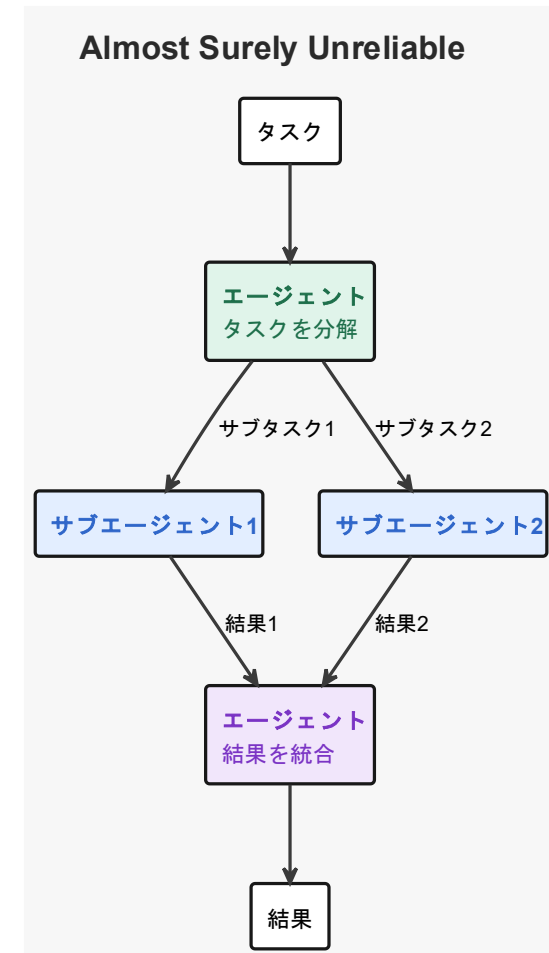 Almost Surely Unreliable
タスク
エージェント
タスクを分解
サブタスク1
サブタスク2
サブエージェント1
サブエージェント2
結果1
結果2
エージェント
結果を統合
結果